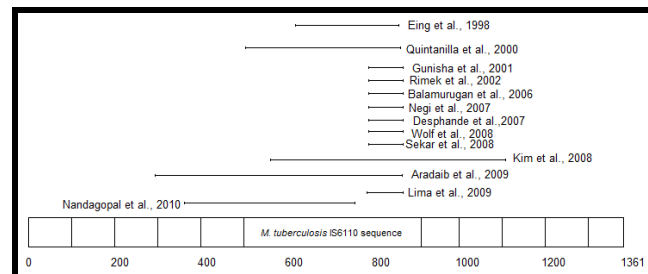 Eing et al., 1998
Quintanilla et al., 2000
Gunisha et al., 2001
Rimek et al., 2002
Balamurugan et al., 2006
Negi et al., 2007
Desphande et al.,2007
Wolf et al., 2008
Sekar et al., 2008
Kim et al., 2008
Aradaib et al., 2009
Lima et al., 2009
Nandagopal et al., 2010
M. tuberculosis IS6110 sequence
0 200 400 600 800 1000 1200 1361